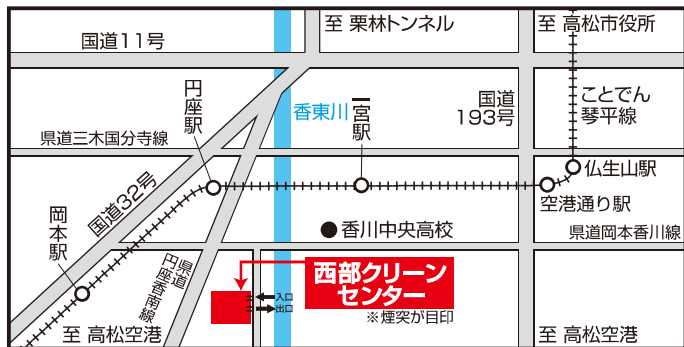 国道11号
至 栗林トンネル
至 高松市役所
円座駅
香東川
一宮駅
国道
193号
ことでん
琴平線
県道三木国分寺線
仏生山駅
国道32号
空港通り駅
岡本駅
香川中央高校
県道岡本香川線
県道
円座香南線
西部クリーン
センター
入口
出口
※煙突が目印
至 高松空港
至 高松空港